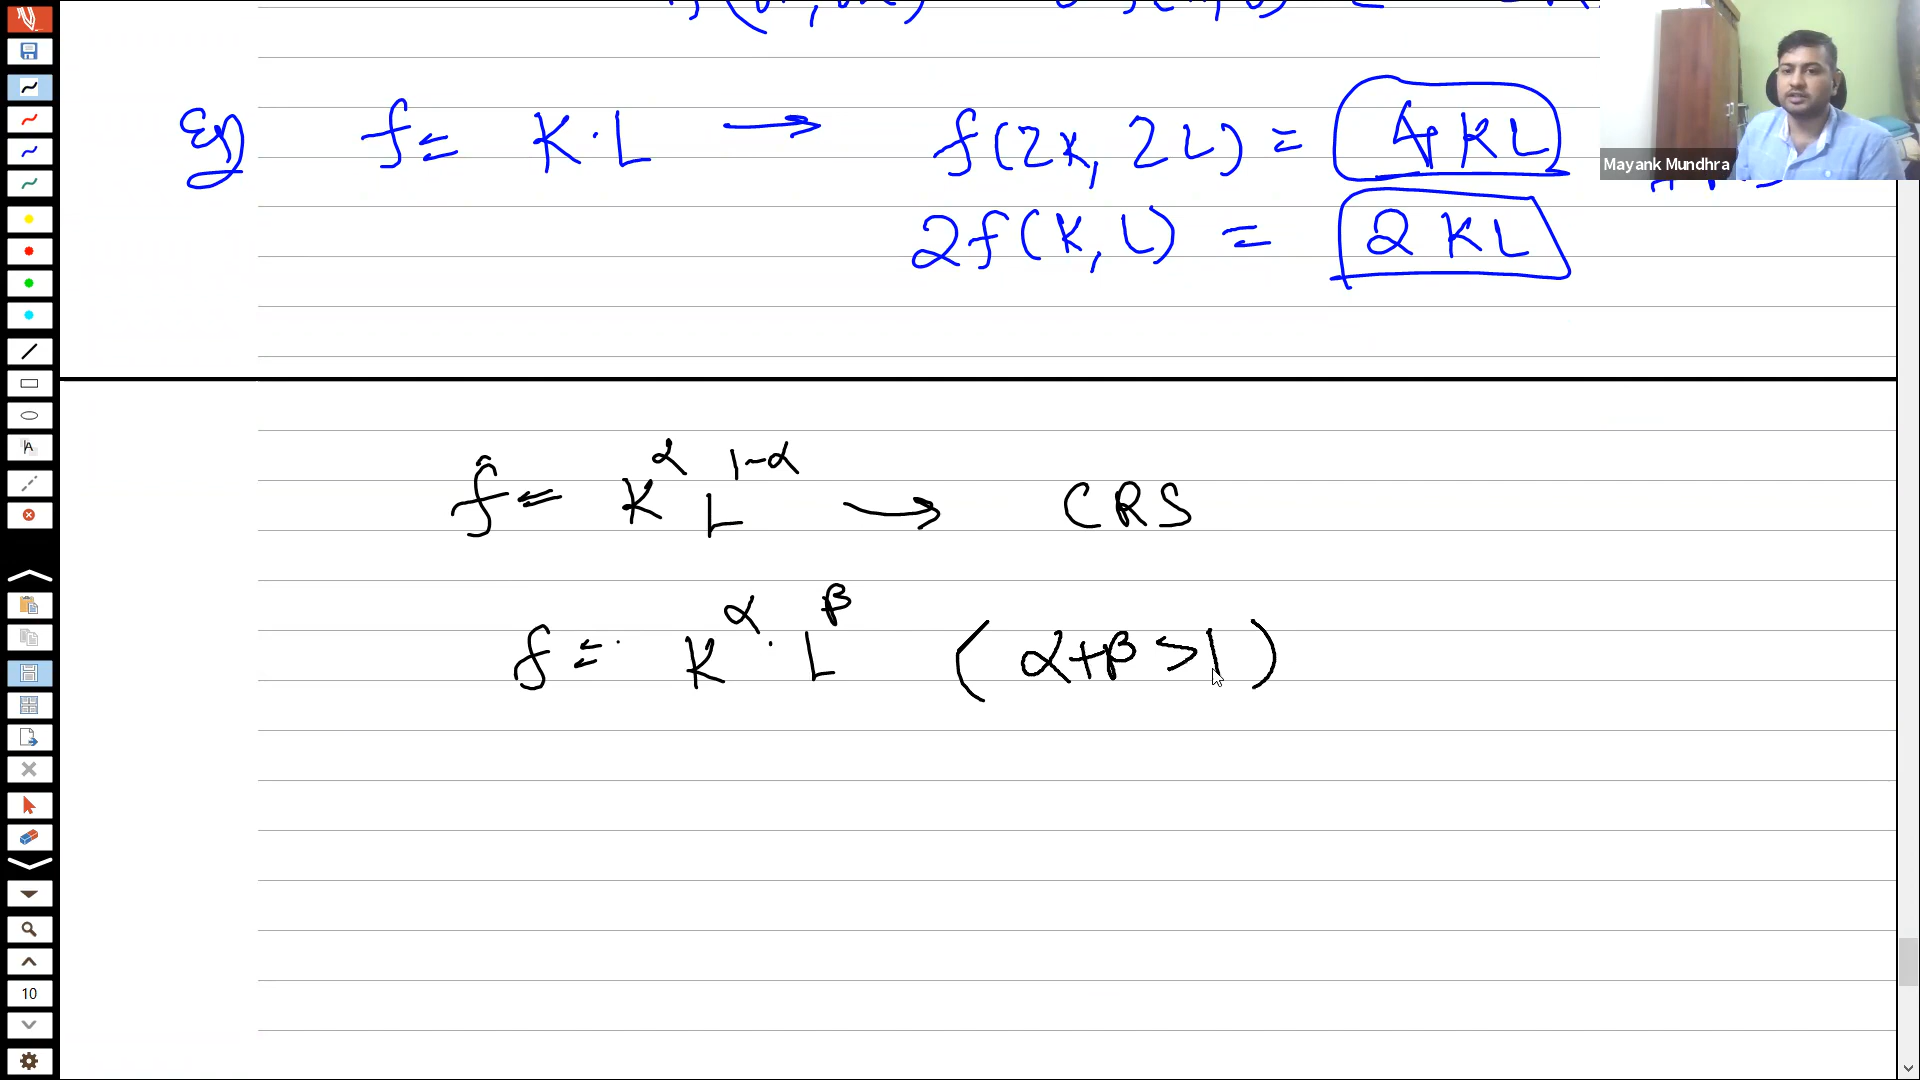 Eg f = K · L → f(2K, 2L) = 4KL
2f(K, L) = 2KL
Mayank Mundhra
f̂ = K^α L^(1-α) → CRS
f = K^α · L^β (α+β >1)
10